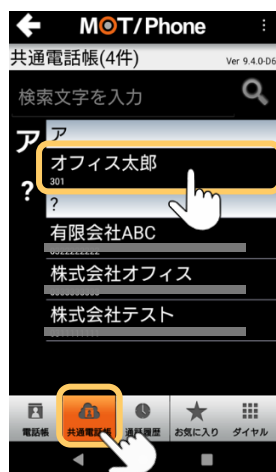 MOT/Phone
共通電話帳(4件) Ver 9.4.0-D6
検索文字を入力
ア
ア
オフィス太郎
301
?
?
有限会社ABC
株式会社オフィス
株式会社テスト
電話帳 共通電話帳 通話履歴 お気に入り ダイヤル